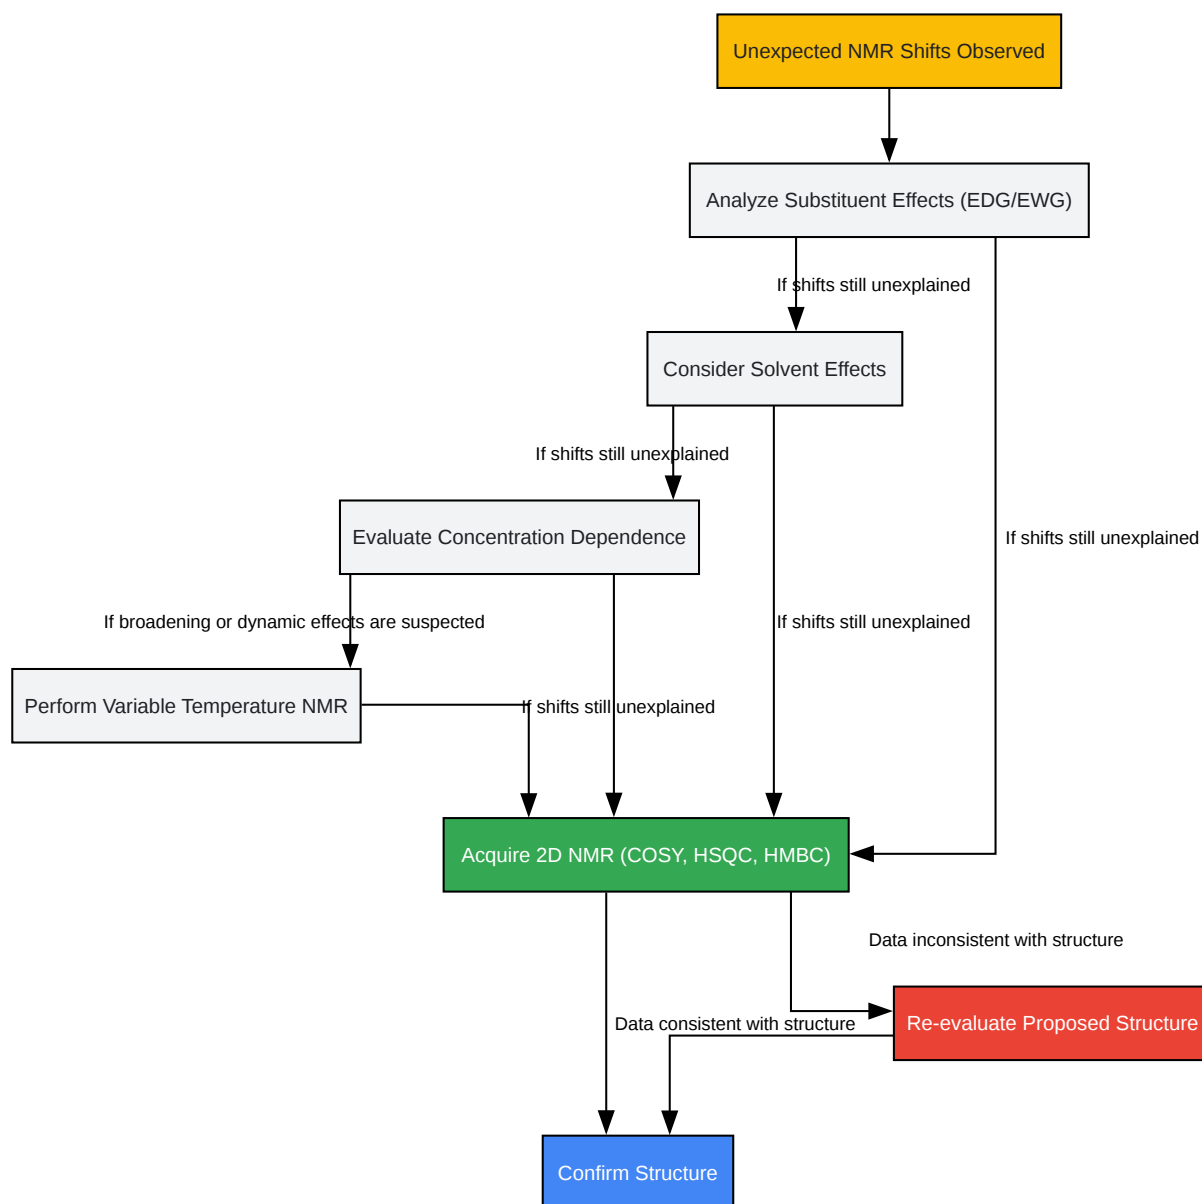 Unexpected NMR Shifts Observed
Analyze Substituent Effects (EDG/EWG)
If shifts still unexplained
Consider Solvent Effects
If shifts still unexplained
Evaluate Concentration Dependence
If shifts still unexplained
If broadening or dynamic effects are suspected
If shifts still unexplained
Perform Variable Temperature NMR
If shifts still unexplained
Acquire 2D NMR (COSY, HSQC, HMBC)
Data inconsistent with structure
Re-evaluate Proposed Structure
Data consistent with structure
Confirm Structure